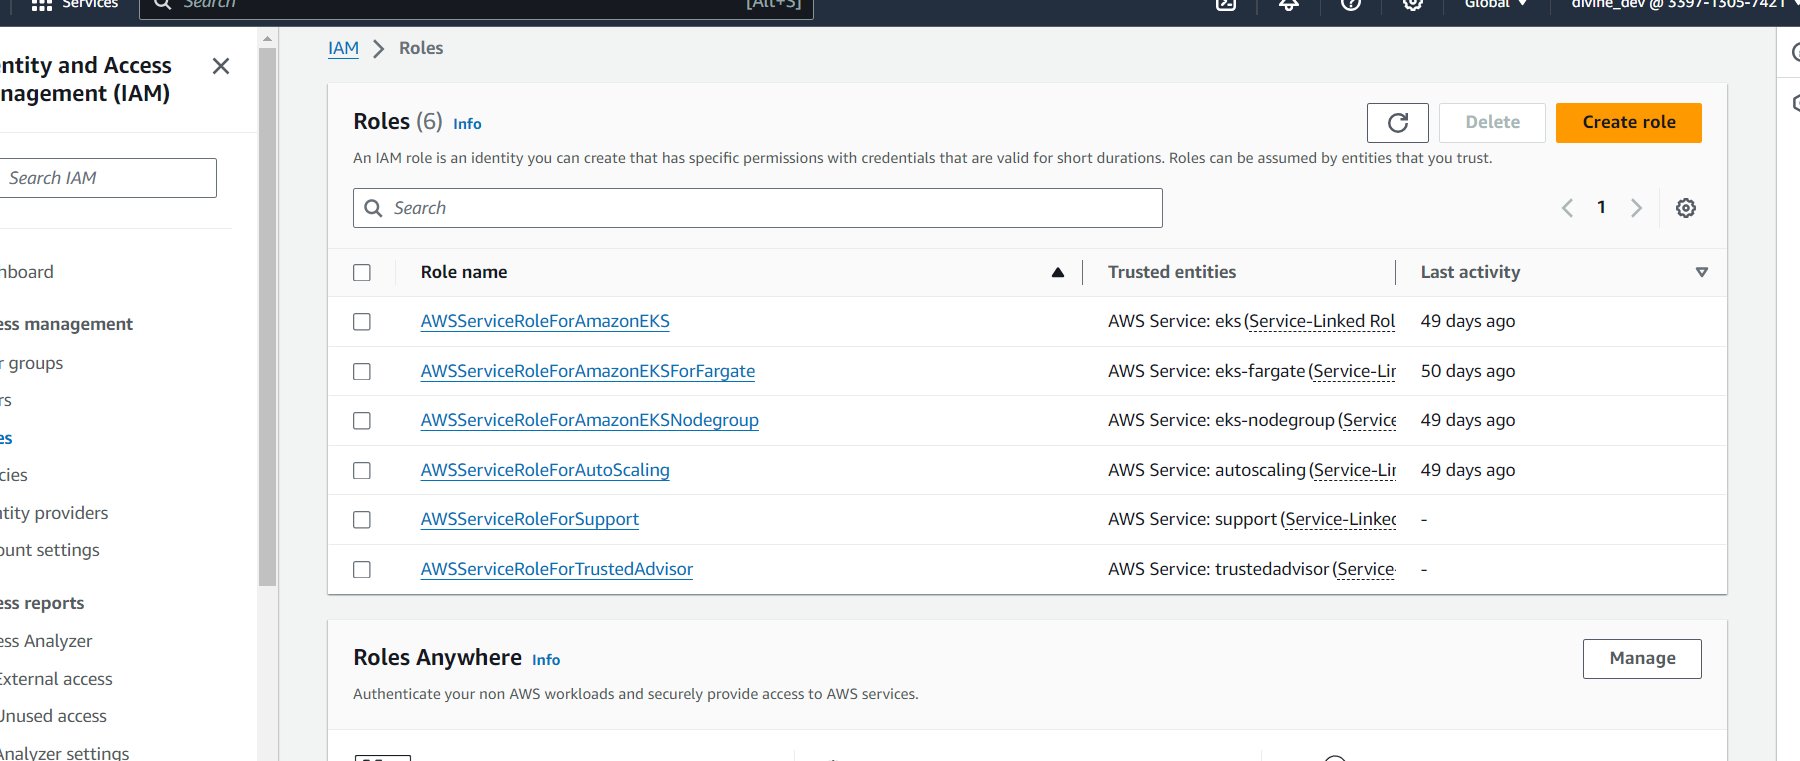 Services
Search
[Alt+S]
Global
divine_dev @ 3397-1305-7421
entity and Access
nagement (IAM)
Search IAM
hboard
ess management
r groups
rs
es
cies
ntity providers
ount settings
ess reports
ess Analyzer
External access
Unused access
Analyzer settings
IAM
Roles
Roles (6) Info
Delete
Create role
An IAM role is an identity you can create that has specific permissions with credentials that are valid for short durations. Roles can be assumed by entities that you trust.
Search
1
Role name Trusted entities Last activity
AWSServiceRoleForAmazonEKS AWS Service: eks (Service-Linked Rol 49 days ago
AWSServiceRoleForAmazonEKSForFargate AWS Service: eks-fargate (Service-Lir 50 days ago
AWSServiceRoleForAmazonEKSNodegroup AWS Service: eks-nodegroup (Service 49 days ago
AWSServiceRoleForAutoScaling AWS Service: autoscaling (Service-Lir 49 days ago
AWSServiceRoleForSupport AWS Service: support (Service-Linked -
AWSServiceRoleForTrustedAdvisor AWS Service: trustedadvisor (Service- -
Roles Anywhere Info
Manage
Authenticate your non AWS workloads and securely provide access to AWS services.